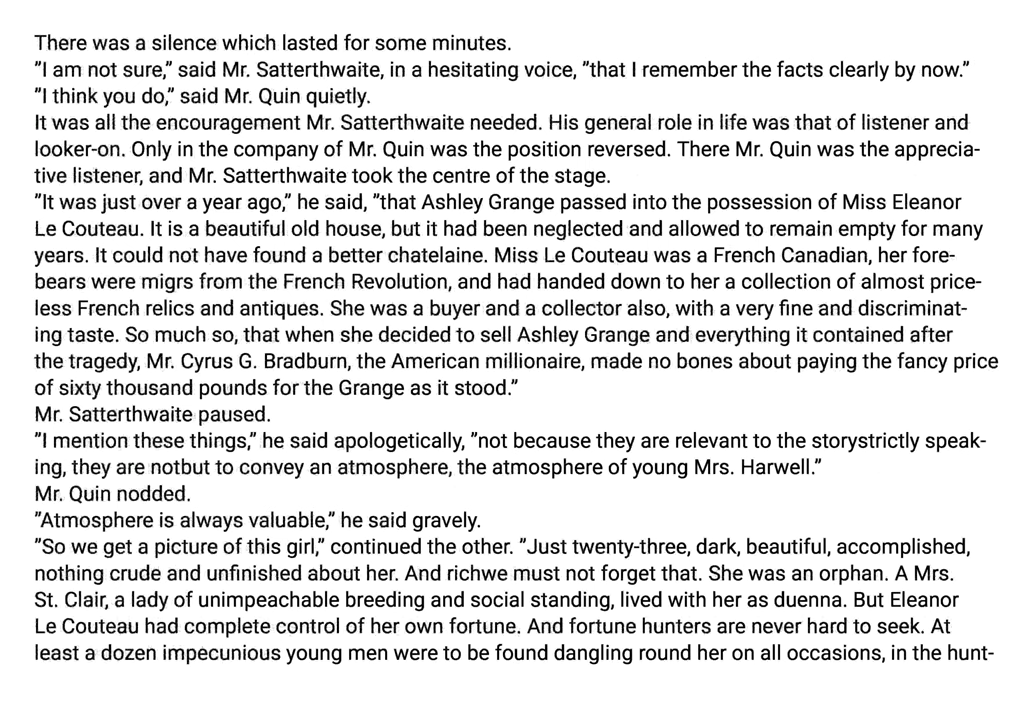 There was a silence which lasted for some minutes.
"I am not sure," said Mr. Satterthwaite, in a hesitating voice, "that I remember the facts clearly by now."
"I think you do," said Mr. Quin quietly.
It was all the encouragement Mr. Satterthwaite needed. His general role in life was that of listener and
looker-on. Only in the company of Mr. Quin was the position reversed. There Mr. Quin was the apprecia-
tive listener, and Mr. Satterthwaite took the centre of the stage.
"It was just over a year ago," he said, "that Ashley Grange passed into the possession of Miss Eleanor
Le Couteau. It is a beautiful old house, but it had been neglected and allowed to remain empty for many
years. It could not have found a better chatelaine. Miss Le Couteau was a French Canadian, her fore-
bears were migrs from the French Revolution, and had handed down to her a collection of almost price-
less French relics and antiques. She was a buyer and a collector also, with a very fine and discriminat-
ing taste. So much so, that when she decided to sell Ashley Grange and everything it contained after
the tragedy, Mr. Cyrus G. Bradburn, the American millionaire, made no bones about paying the fancy price
of sixty thousand pounds for the Grange as it stood."
Mr. Satterthwaite paused.
"I mention these things," he said apologetically, "not because they are relevant to the storystrictly speak-
ing, they are notbut to convey an atmosphere, the atmosphere of young Mrs. Harwell."
Mr. Quin nodded.
"Atmosphere is always valuable," he said gravely.
"So we get a picture of this girl," continued the other. "Just twenty-three, dark, beautiful, accomplished,
nothing crude and unfinished about her. And richwe must not forget that. She was an orphan. A Mrs.
St. Clair, a lady of unimpeachable breeding and social standing, lived with her as duenna. But Eleanor
Le Couteau had complete control of her own fortune. And fortune hunters are never hard to seek. At
least a dozen impecunious young men were to be found dangling round her on all occasions, in the hunt-